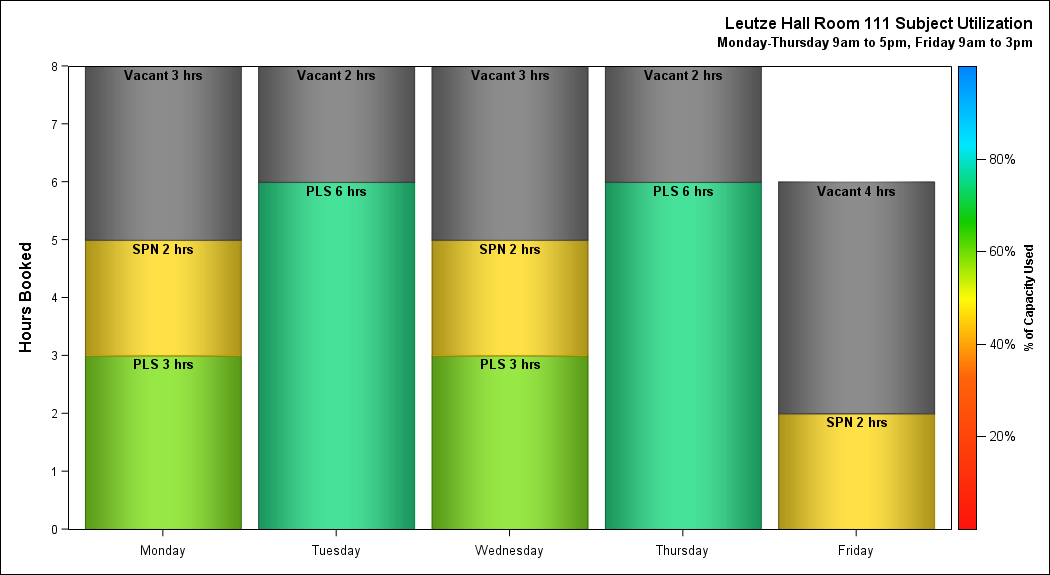 Leutze Hall Room 111 Subject Utilization
Monday-Thursday 9am to 5pm, Friday 9am to 3pm
Hours Booked
8
7
6
5
4
3
2
1
0
Vacant 3 hrs
SPN 2 hrs
PLS 3 hrs
Vacant 2 hrs
PLS 6 hrs
Vacant 3 hrs
SPN 2 hrs
PLS 3 hrs
Vacant 2 hrs
PLS 6 hrs
Vacant 4 hrs
SPN 2 hrs
Monday
Tuesday
Wednesday
Thursday
Friday
80%
60%
40%
20%
% of Capacity Used